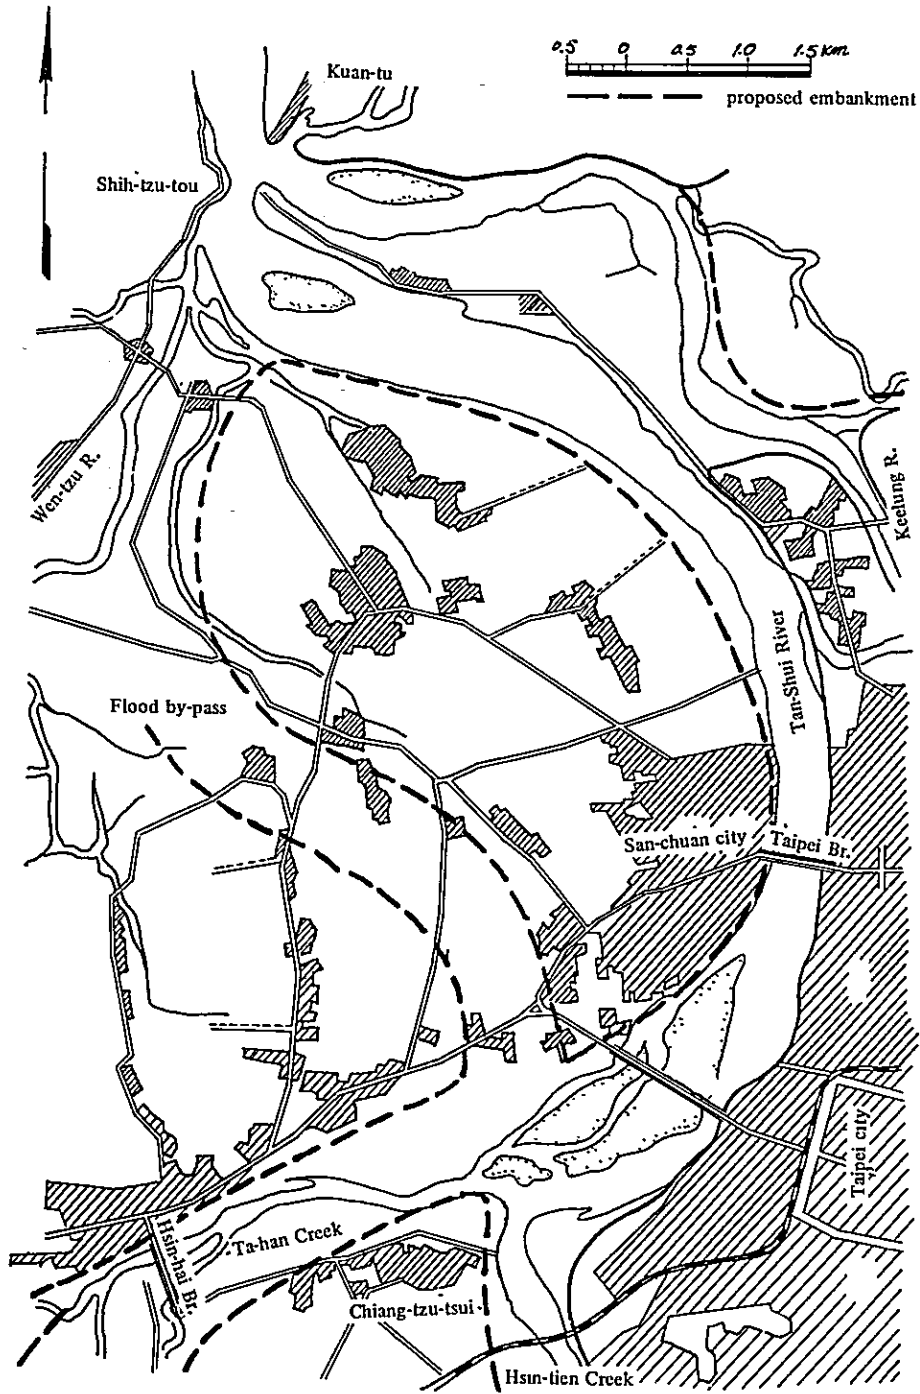 0.5 0 0.5 1.0 1.5 km
proposed embankment
Kuan-tu
Shih-tzu-tou
Wen-tzu R.
Keelung R.
Tan-Shui River
Flood by-pass
San-chuan city
Taipei Br.
Taipei city
Ta-han Creek
Hsin-hai Br.
Chiang-tzu-tsui
Hsin-tien Creek